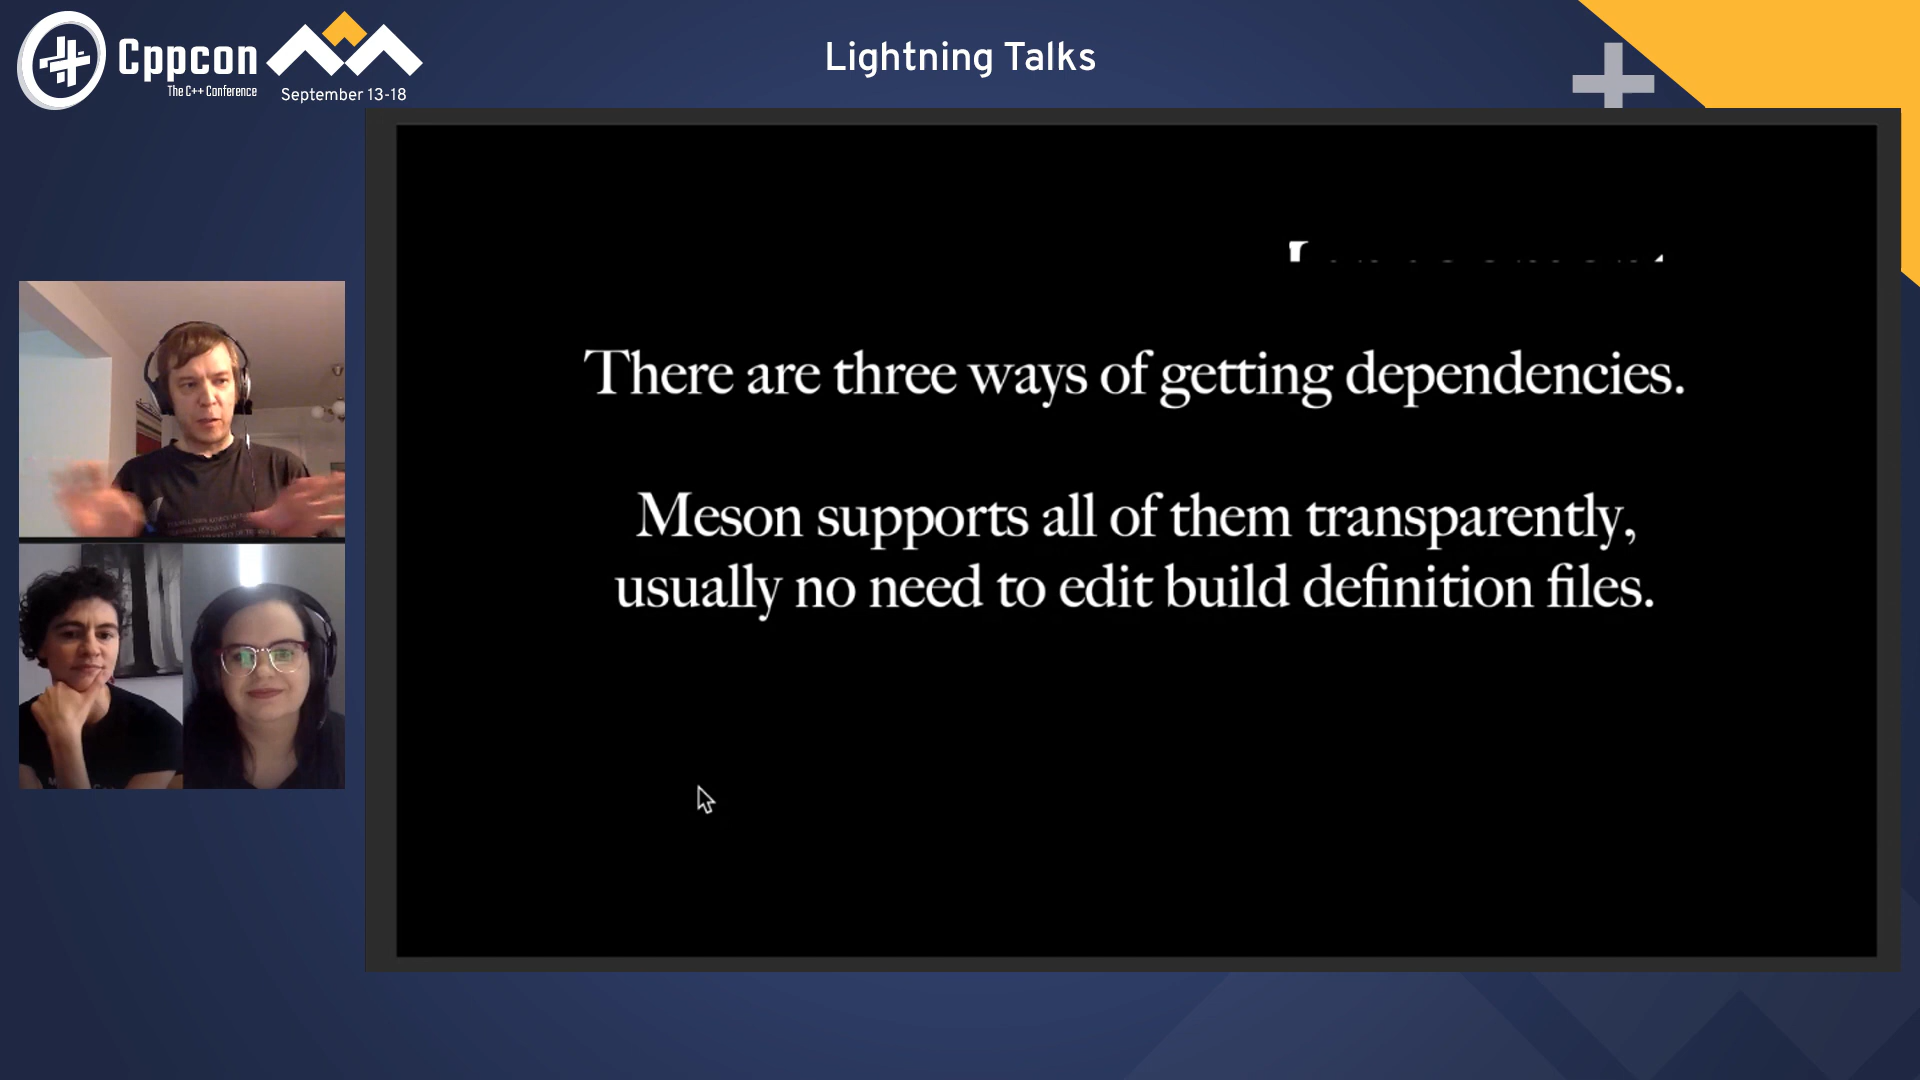 Cppcon
The C++ Conference
September 13-18
Lightning Talks
There are three ways of getting dependencies.
Meson supports all of them transparently,
usually no need to edit build definition files.